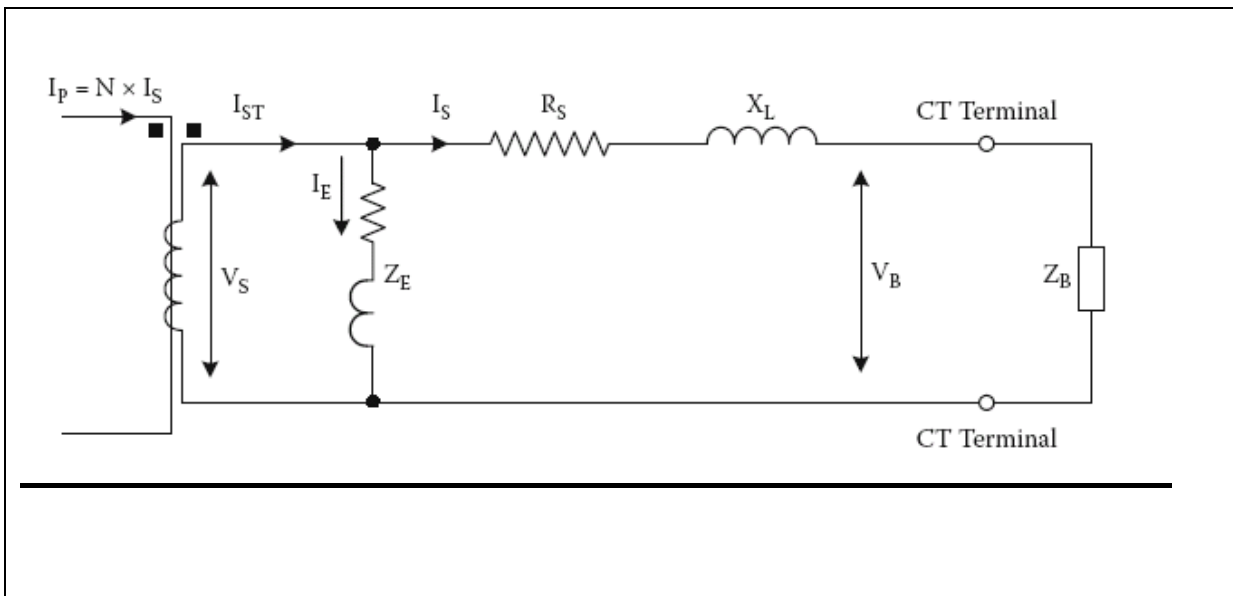 I_P = N × I_S
I_ST
I_S
R_S
X_L
CT Terminal
I_E
V_S
Z_E
V_B
Z_B
CT Terminal